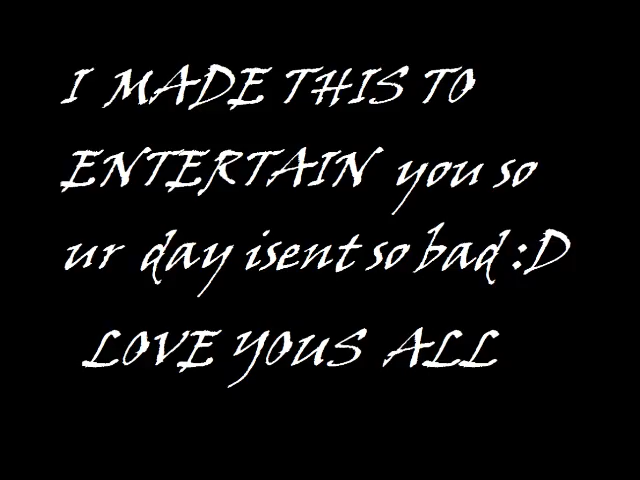 I MADE THIS TO
ENTERTAIN you so
ur day isent so bad :D
LOVE YOUS ALL